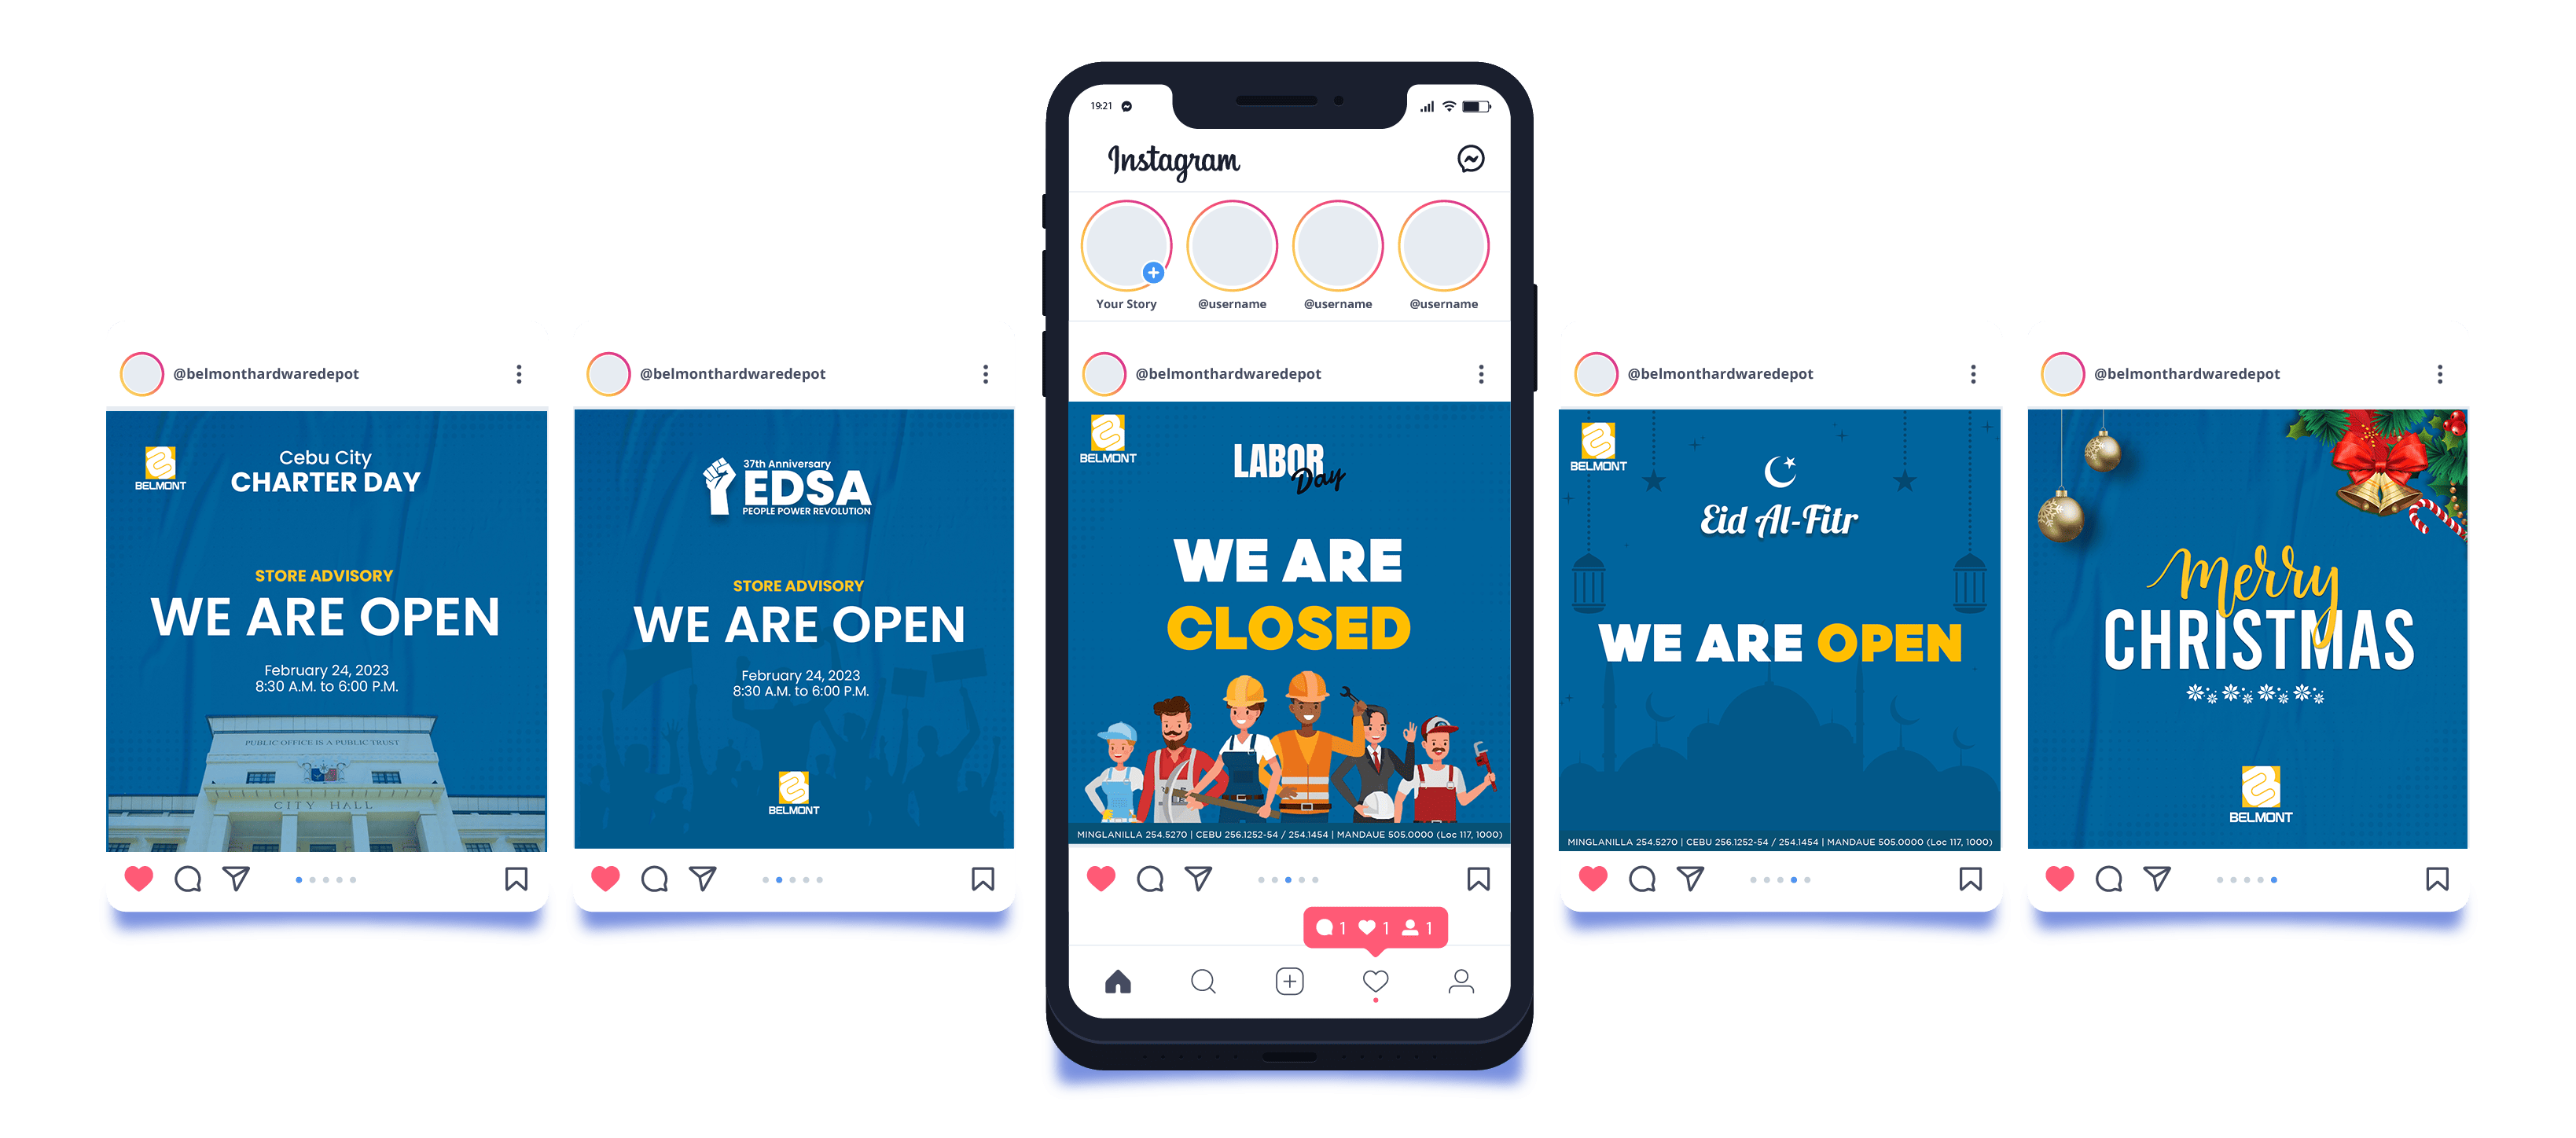 @belmonthardwaredepot
BELMONT
Cebu City
CHARTER DAY
STORE ADVISORY
WE ARE OPEN
February 24, 2023
8:30 A.M. to 6:00 P.M.
PUBLIC OFFICE IS A PUBLIC TRUST
CITY HALL
@belmonthardwaredepot
37th Anniversary
EDSA
PEOPLE POWER REVOLUTION
STORE ADVISORY
WE ARE OPEN
February 24, 2023
8:30 A.M. to 6:00 P.M.
BELMONT
19:21
Instagram
Your Story
@username
@username
@username
@belmonthardwaredepot
BELMONT
LABOR
Day
WE ARE
CLOSED
MINGLANILLA 254.5270 | CEBU 256.1252-54 / 254.1454 | MANDAUE 505.0000 (Loc 117, 1000)
1 1 1
@belmonthardwaredepot
BELMONT
Eid Al-Fitr
WE ARE OPEN
MINGLANILLA 254.5270 | CEBU 256.1252-54 / 254.1454 | MANDAUE 505.0000 (Loc 117, 1000)
@belmonthardwaredepot
merry
CHRISTMAS
BELMONT